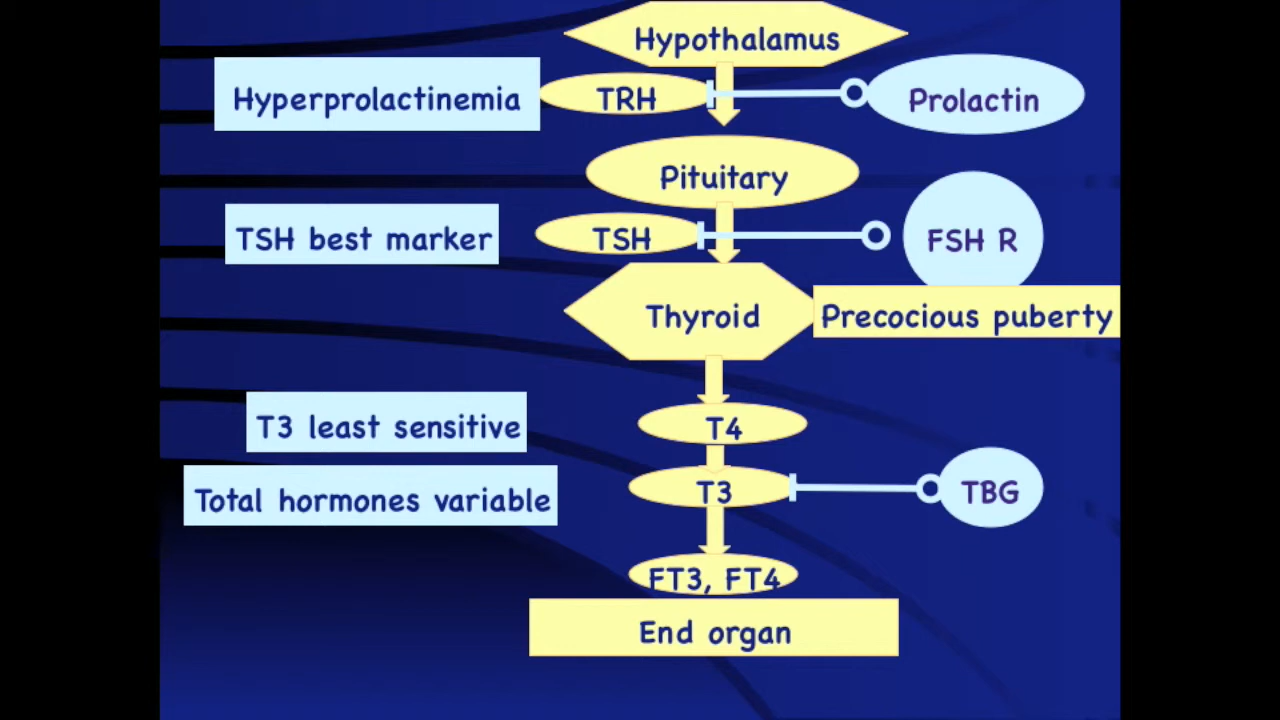 Hypothalamus
Hyperprolactinemia
TRH
Prolactin
Pituitary
TSH best marker
TSH
FSH R
Thyroid
Precocious puberty
T3 least sensitive
T4
Total hormones variable
T3
TBG
FT3, FT4
End organ